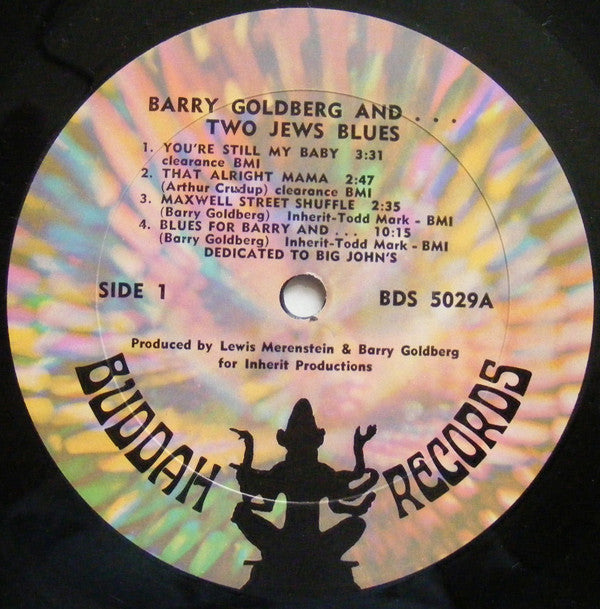 BARRY GOLDBERG AND . . .
TWO JEWS BLUES
1. YOU'RE STILL MY BABY 3:31
clearance BMI
2. THAT ALRIGHT MAMA 2:47
(Arthur Crudup) clearance BMI
3. MAXWELL STREET SHUFFLE 2:35
(Barry Goldberg) Inherit-Todd Mark - BMI
4. BLUES FOR BARRY AND . . . 10:15
(Barry Goldberg) Inherit-Todd Mark - BMI
DEDICATED TO BIG JOHN'S
SIDE 1
BDS 5029A
Produced by Lewis Merenstein & Barry Goldberg
for Inherit Productions
BUDDAH RECORDS